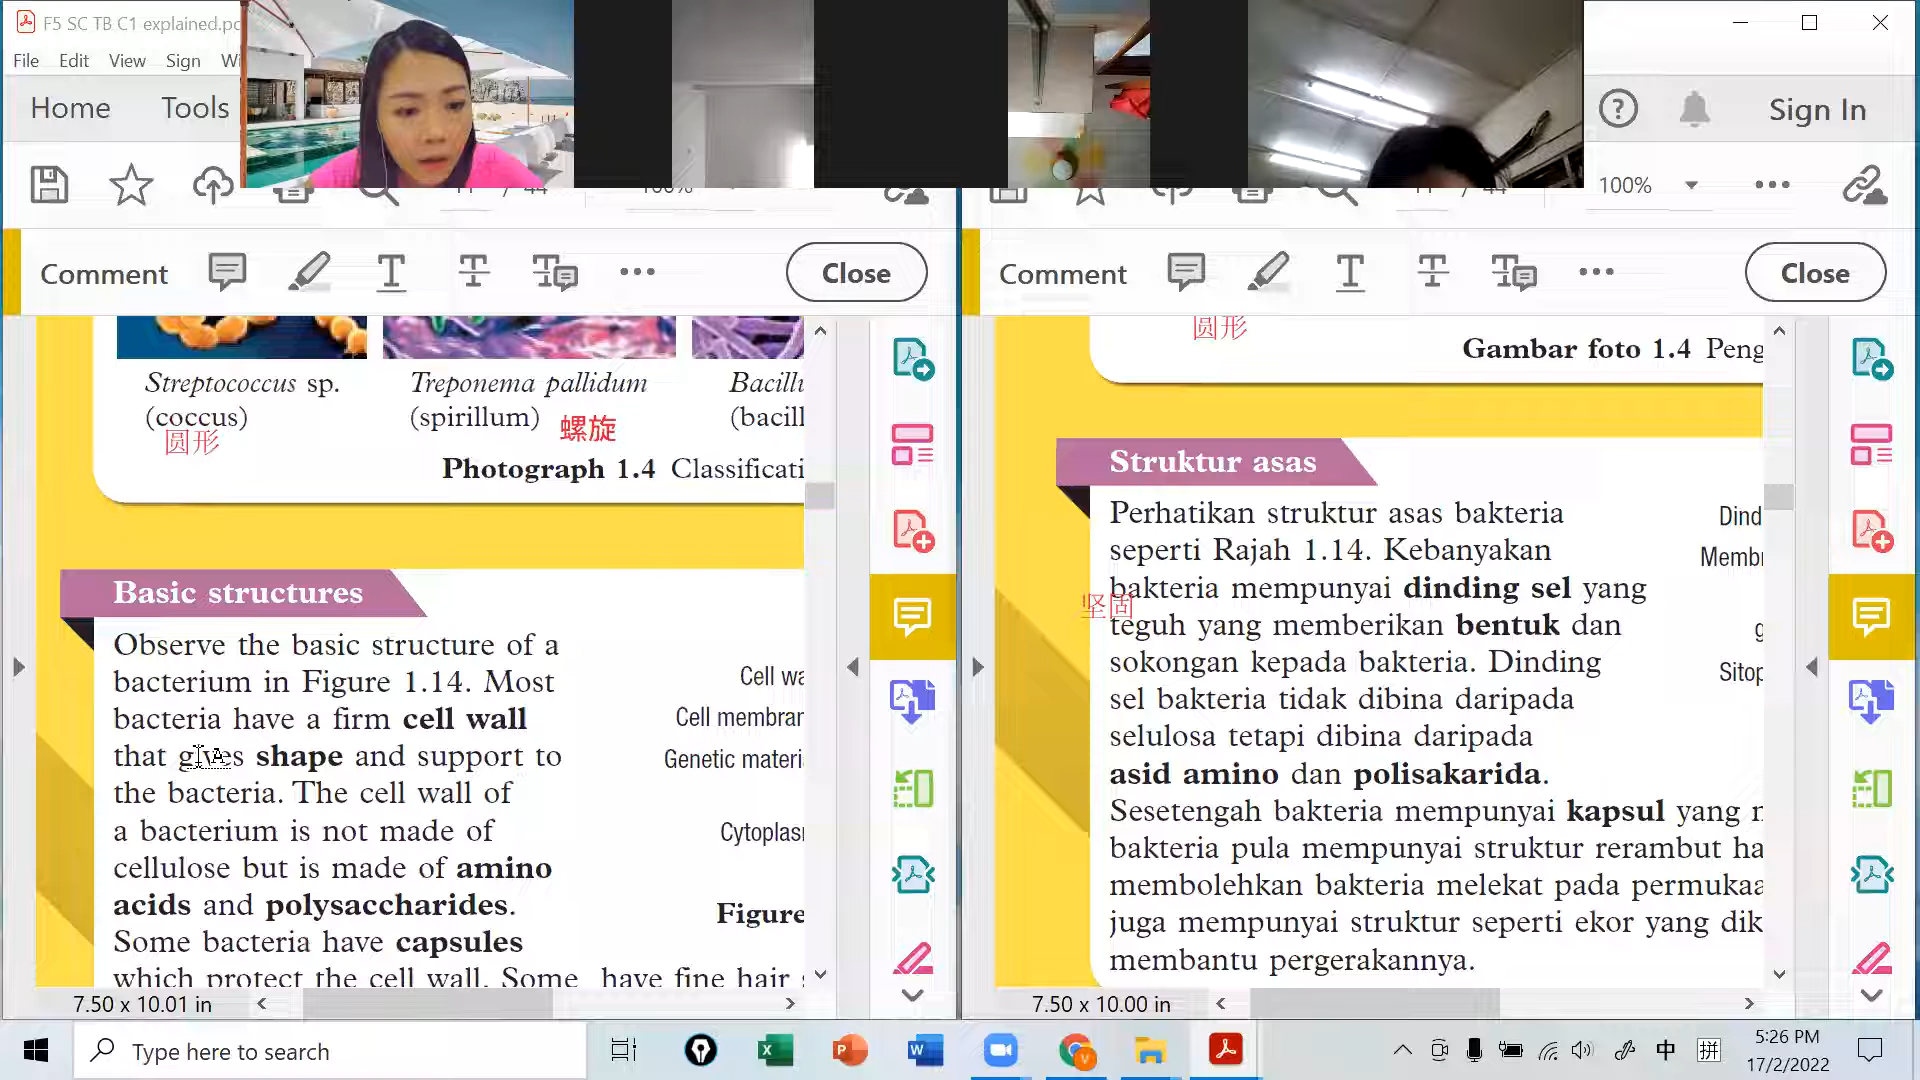 F5 SC TB C1 explained.pc
File Edit View Sign Wi
Home Tools
Sign In
100%
Comment
Close
Streptococcus sp.
(coccus)
圆形
Treponema pallidum
(spirillum)
螺旋
Bacillu
(bacill
Photograph 1.4 Classificati
Basic structures
Observe the basic structure of a
bacterium in Figure 1.14. Most
bacteria have a firm cell wall
that gives shape and support to
the bacteria. The cell wall of
a bacterium is not made of
cellulose but is made of amino
acids and polysaccharides.
Some bacteria have capsules
which protect the cell wall. Some have fine hair
Cell wa
Cell membran
Genetic materi
Cytoplasm
Figure
7.50 x 10.01 in
Comment
Close
圆形
Gambar foto 1.4 Peng
Struktur asas
Perhatikan struktur asas bakteria
seperti Rajah 1.14. Kebanyakan
bakteria mempunyai dinding sel yang
坚固
teguh yang memberikan bentuk dan
sokongan kepada bakteria. Dinding
sel bakteria tidak dibina daripada
selulosa tetapi dibina daripada
asid amino dan polisakarida.
Sesetengah bakteria mempunyai kapsul yang
bakteria pula mempunyai struktur rerambut ha
membolehkan bakteria melekat pada permukaa
juga mempunyai struktur seperti ekor yang dik
membantu pergerakannya.
Dind
Membr
g
Sitop
7.50 x 10.00 in
Type here to search
中
拼
5:26 PM
17/2/2022